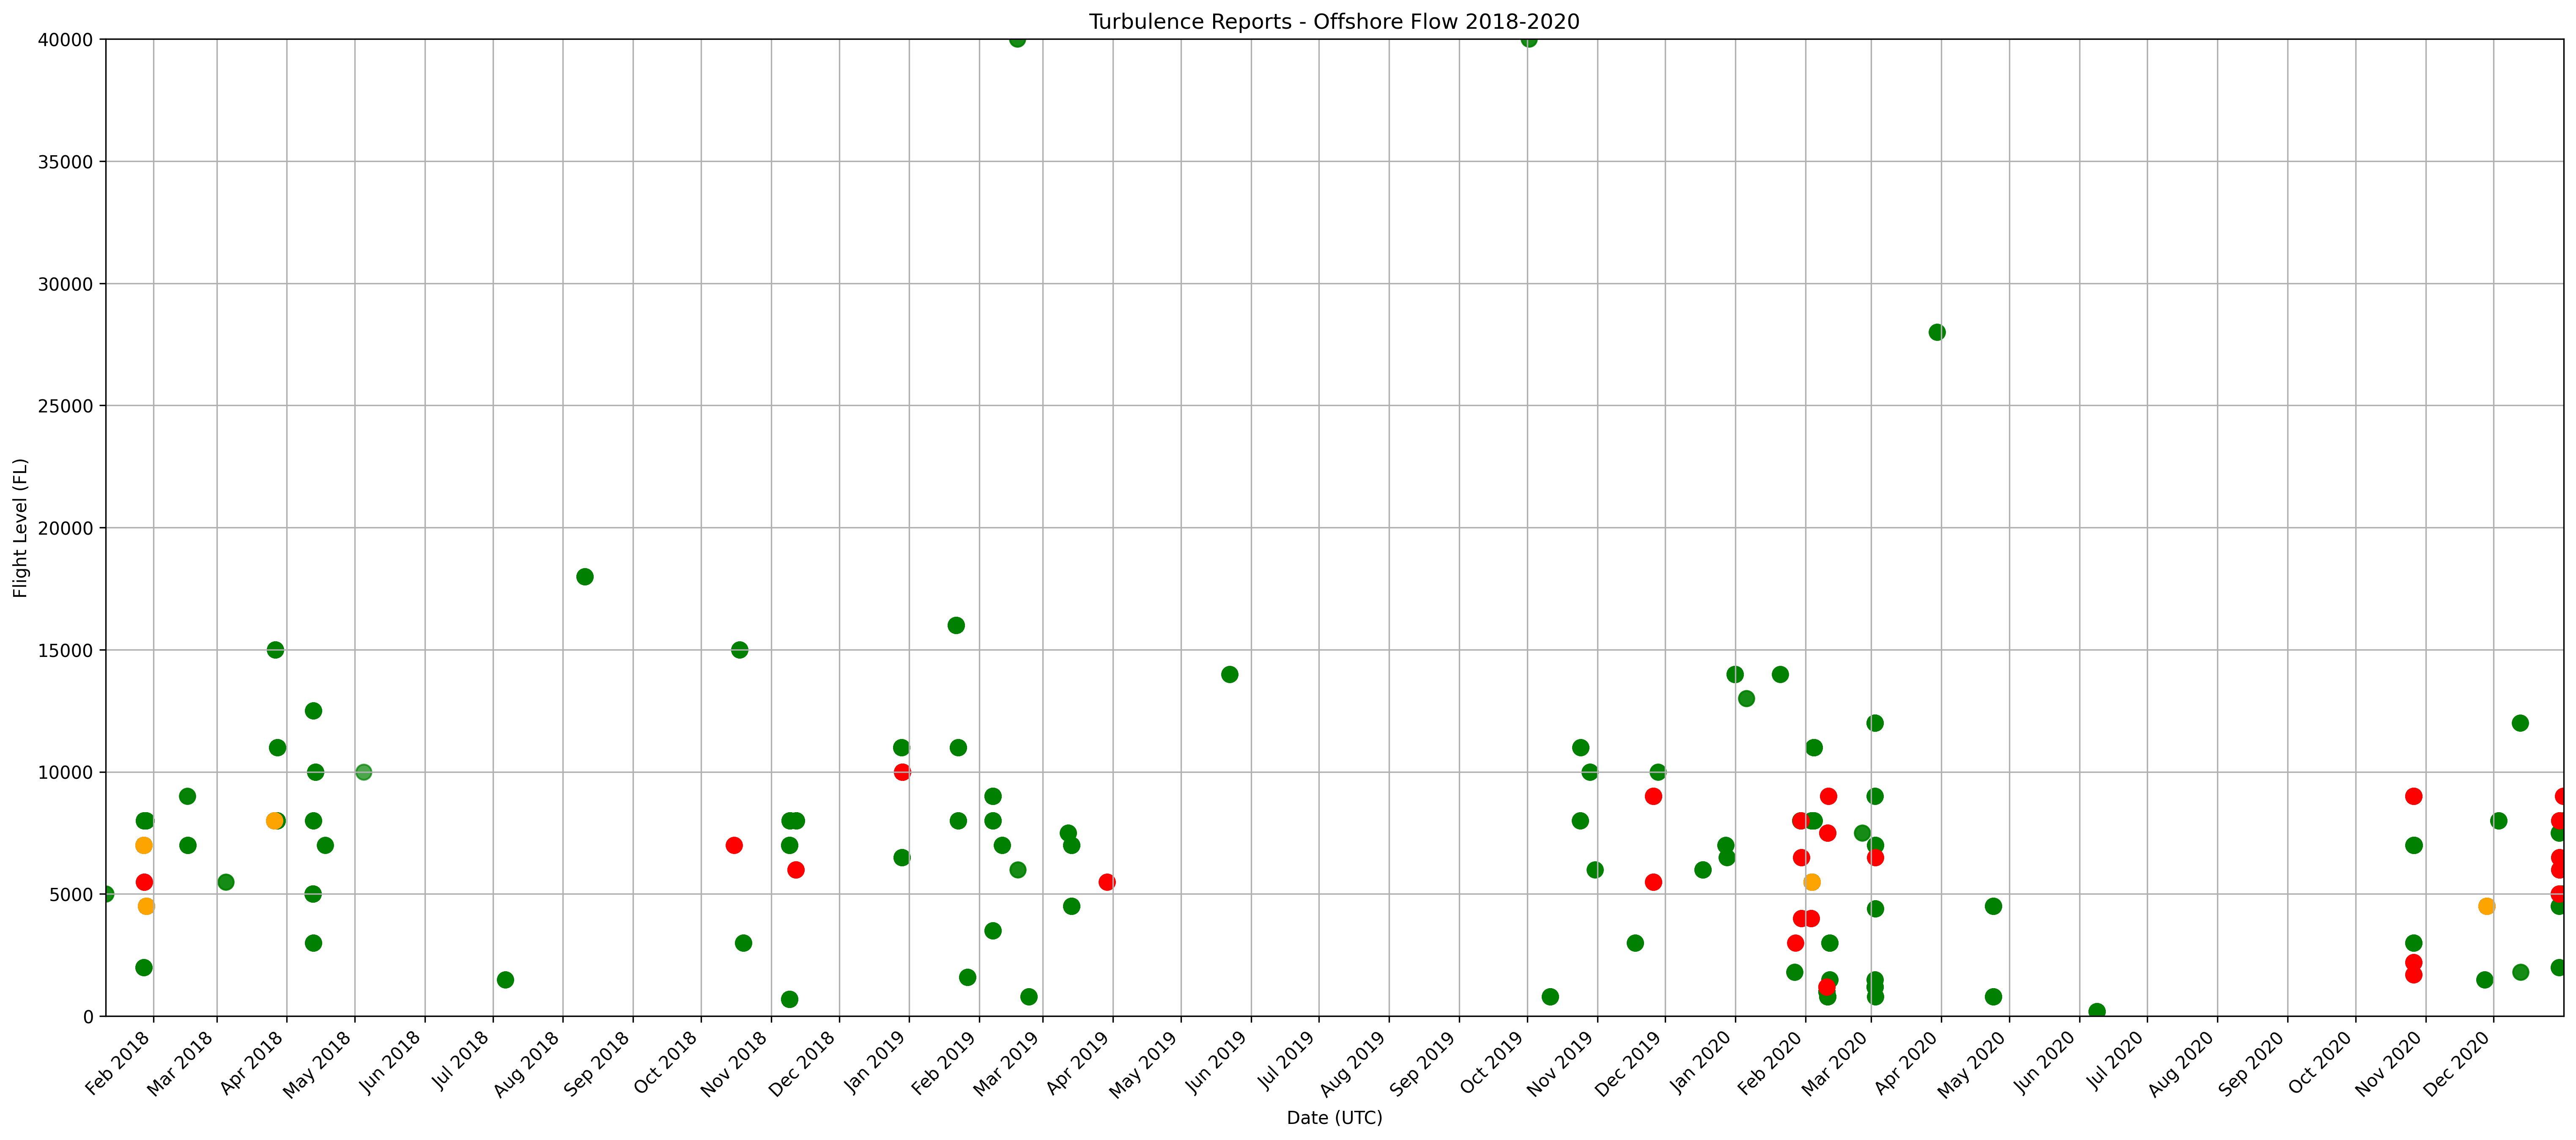 Turbulence Reports - Offshore Flow 2018-2020
40000
35000
30000
25000
20000
15000
10000
5000
0
Flight Level (FL)
Feb 2018
Mar 2018
Apr 2018
May 2018
Jun 2018
Jul 2018
Aug 2018
Sep 2018
Oct 2018
Nov 2018
Dec 2018
Jan 2019
Feb 2019
Mar 2019
Apr 2019
May 2019
Jun 2019
Jul 2019
Aug 2019
Sep 2019
Oct 2019
Nov 2019
Dec 2019
Jan 2020
Feb 2020
Mar 2020
Apr 2020
May 2020
Jun 2020
Jul 2020
Aug 2020
Sep 2020
Oct 2020
Nov 2020
Dec 2020
Date (UTC)